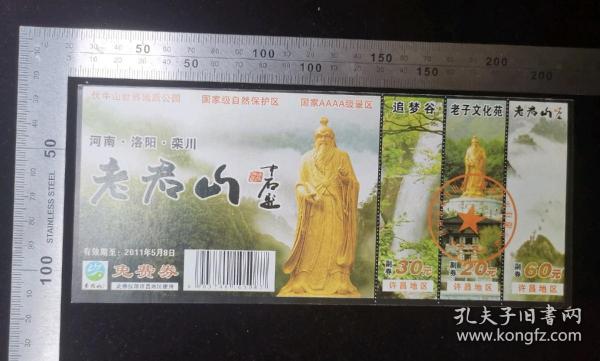 伏牛山世界地质公园
国家级自然保护区
国家AAAA级景区
河南·洛阳·栾川
老君山
有效期至：2011年5月8日
免费券
追梦谷
副券 30元
许昌地区
老子文化苑
副券 20元
许昌地区
老君山
副券 60元
许昌地区
STAINLESS STEEL
50
100
150
200
50
100
150
200
50
100
孔夫子旧书网
www.kongfz.com